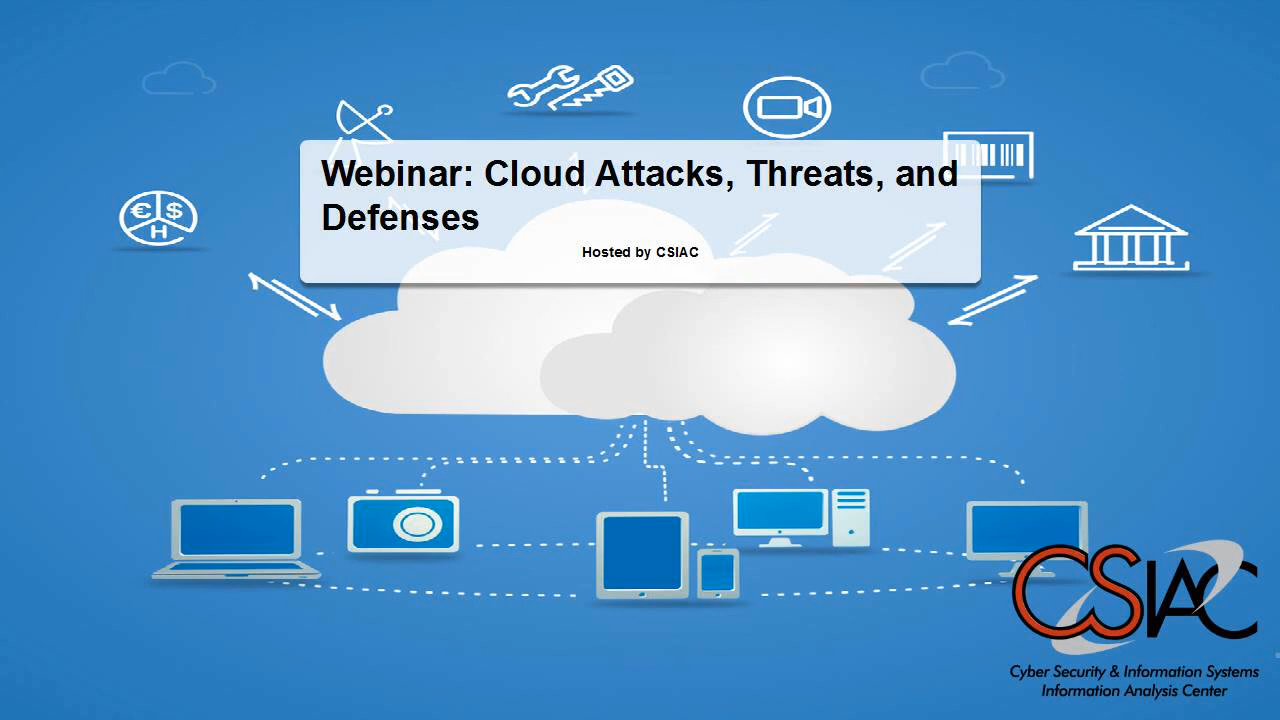 Webinar: Cloud Attacks, Threats, and
Defenses
Hosted by CSIAC
€ $
H
CSIAC
Cyber Security & Information Systems
Information Analysis Center